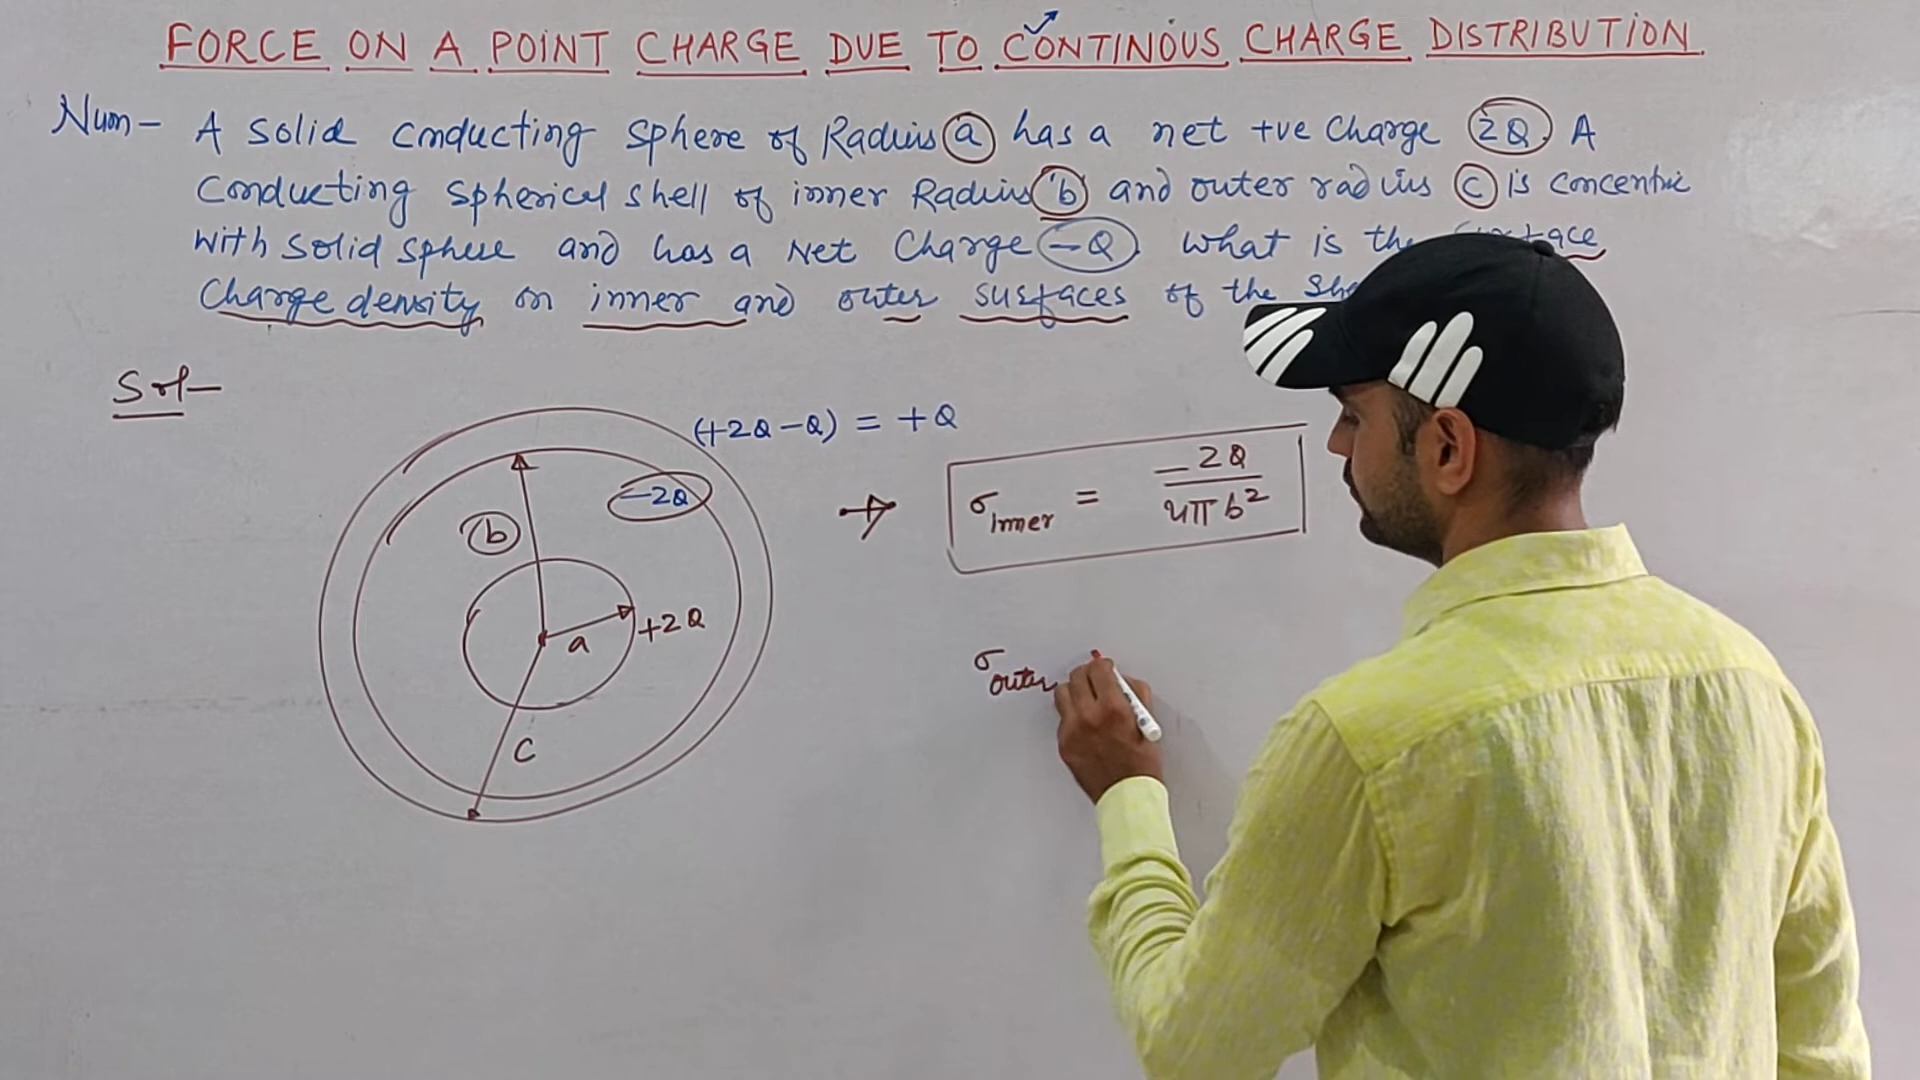 FORCE ON A POINT CHARGE DUE TO CONTINOUS CHARGE DISTRIBUTION
Num - A Solid Conducting Sphere of Radius a has a net +ve Charge 2Q. A
Conducting Spherical Shell of inner Radius b and outer radius c is concentric
with solid sphere and has a Net Charge -Q. What is the
Charge density on inner and outer surfaces of the
Sol-
(+2Q-Q) = +Q
-2Q
b
σinner = -2Q/4πb²
+2Q
a
σouter
C